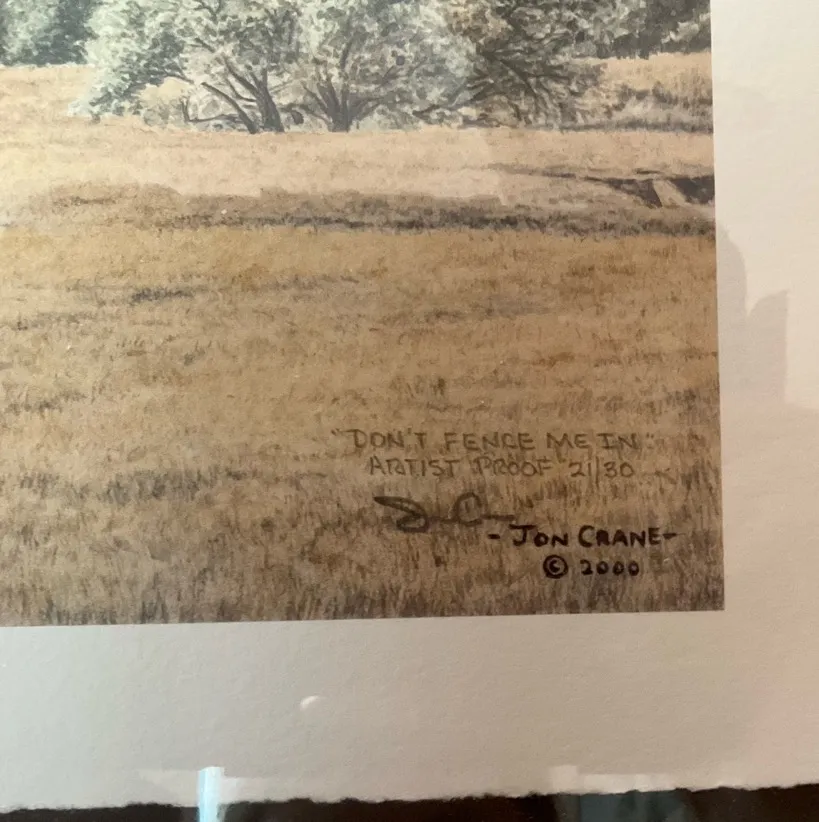 "DON'T FENCE ME IN"
ARTIST PROOF 21/30
- JON CRANE-
© 2000